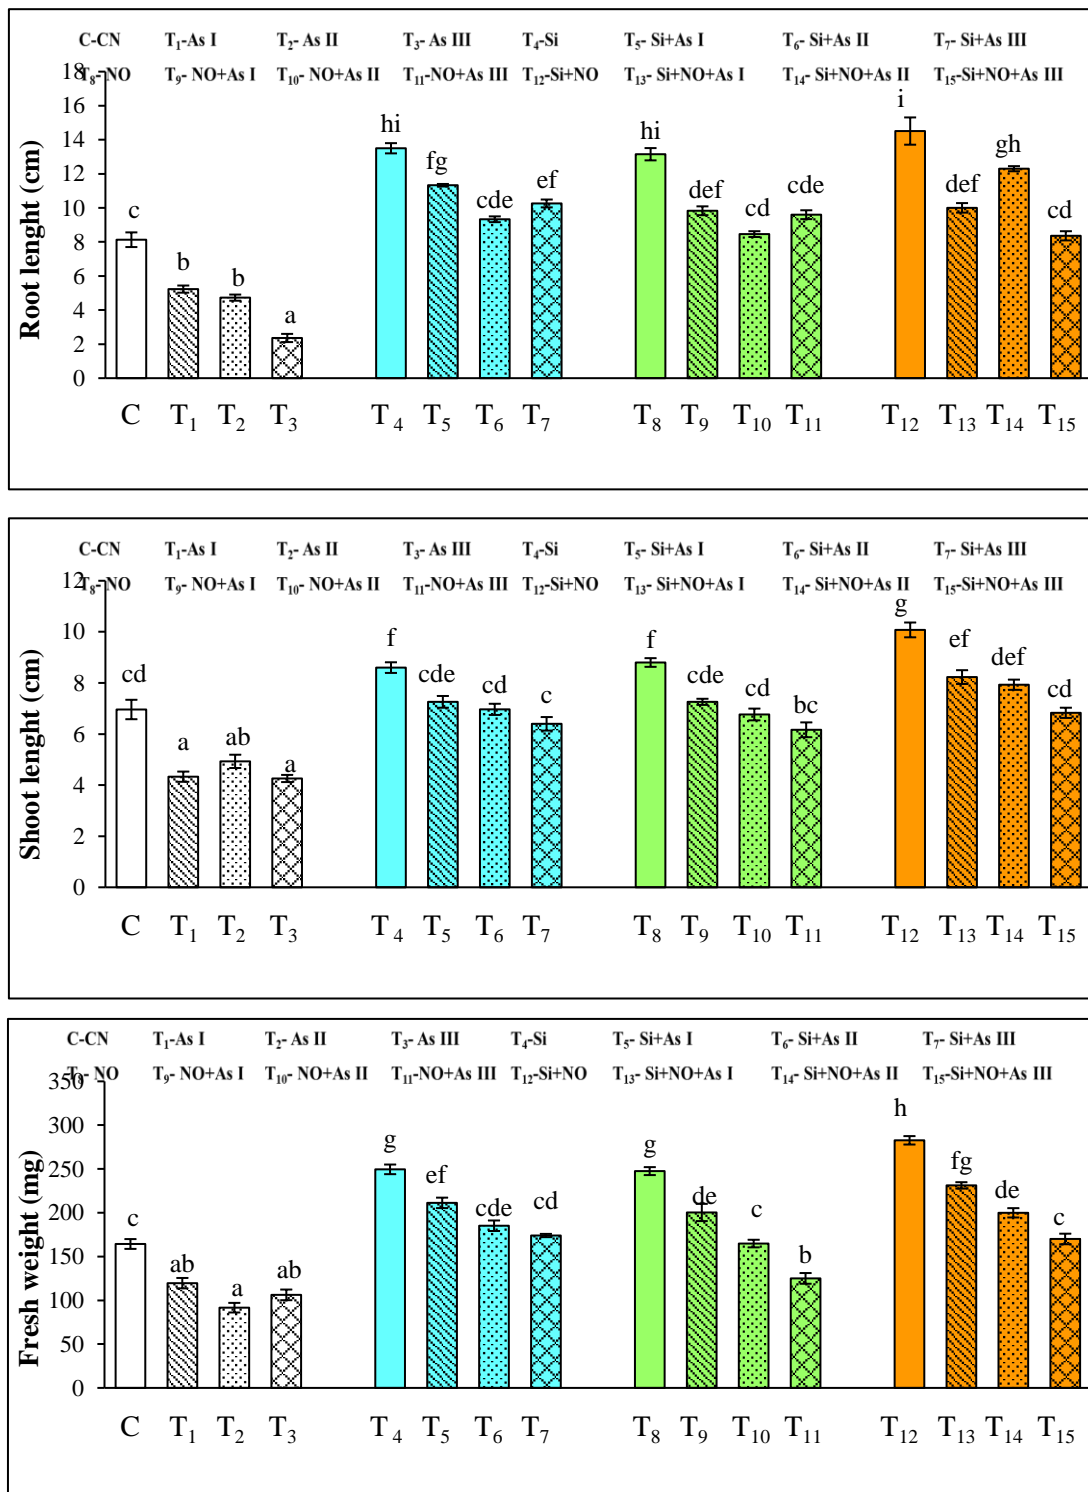 C-CN T₁-As I T₂- As II T₃- As III T₄-Si T₅- Si+As I T₆- Si+As II T₇- Si+As III
T₈-NO T₉- NO+As I T₁₀- NO+As II T₁₁-NO+As III T₁₂-Si+NO T₁₃- Si+NO+As I T₁₄- Si+NO+As II T₁₅-Si+NO+As III
Root lenght (cm)
18
16
14
12
10
8
6
4
2
0
c b b a hi fg cde ef hi def cd cde i def gh cd
C T₁ T₂ T₃ T₄ T₅ T₆ T₇ T₈ T₉ T₁₀ T₁₁ T₁₂ T₁₃ T₁₄ T₁₅
C-CN T₁-As I T₂- As II T₃- As III T₄-Si T₅- Si+As I T₆- Si+As II T₇- Si+As III
T₈-NO T₉- NO+As I T₁₀- NO+As II T₁₁-NO+As III T₁₂-Si+NO T₁₃- Si+NO+As I T₁₄- Si+NO+As II T₁₅-Si+NO+As III
Shoot lenght (cm)
12
10
8
6
4
2
0
cd a ab a f cde cd c f cde cd bc g ef def cd
C T₁ T₂ T₃ T₄ T₅ T₆ T₇ T₈ T₉ T₁₀ T₁₁ T₁₂ T₁₃ T₁₄ T₁₅
C-CN T₁-As I T₂- As II T₃- As III T₄-Si T₅- Si+As I T₆- Si+As II T₇- Si+As III
T₈- NO T₉- NO+As I T₁₀- NO+As II T₁₁-NO+As III T₁₂-Si+NO T₁₃- Si+NO+As I T₁₄- Si+NO+As II T₁₅-Si+NO+As III
Fresh weight (mg)
350
300
250
200
150
100
50
0
c ab a ab g ef cde cd g de c b h fg de c
C T₁ T₂ T₃ T₄ T₅ T₆ T₇ T₈ T₉ T₁₀ T₁₁ T₁₂ T₁₃ T₁₄ T₁₅